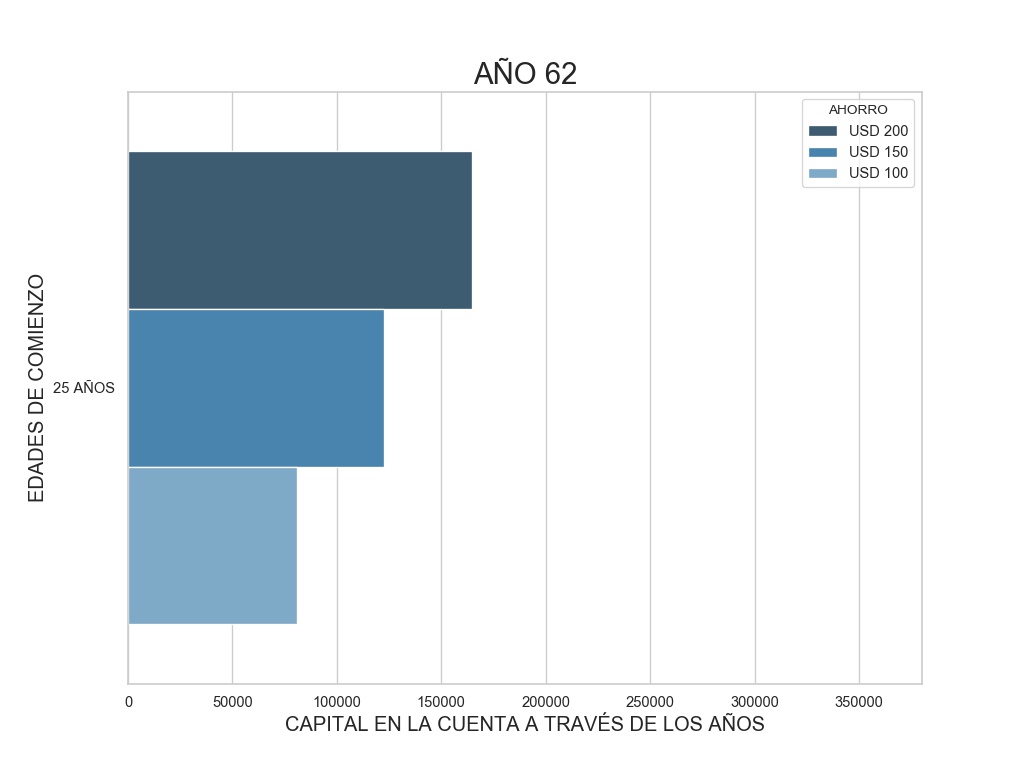 AÑO 62
AHORRO
USD 200
USD 150
USD 100
EDADES DE COMIENZO
25 AÑOS
0 50000 100000 150000 200000 250000 300000 350000
CAPITAL EN LA CUENTA A TRAVÉS DE LOS AÑOS